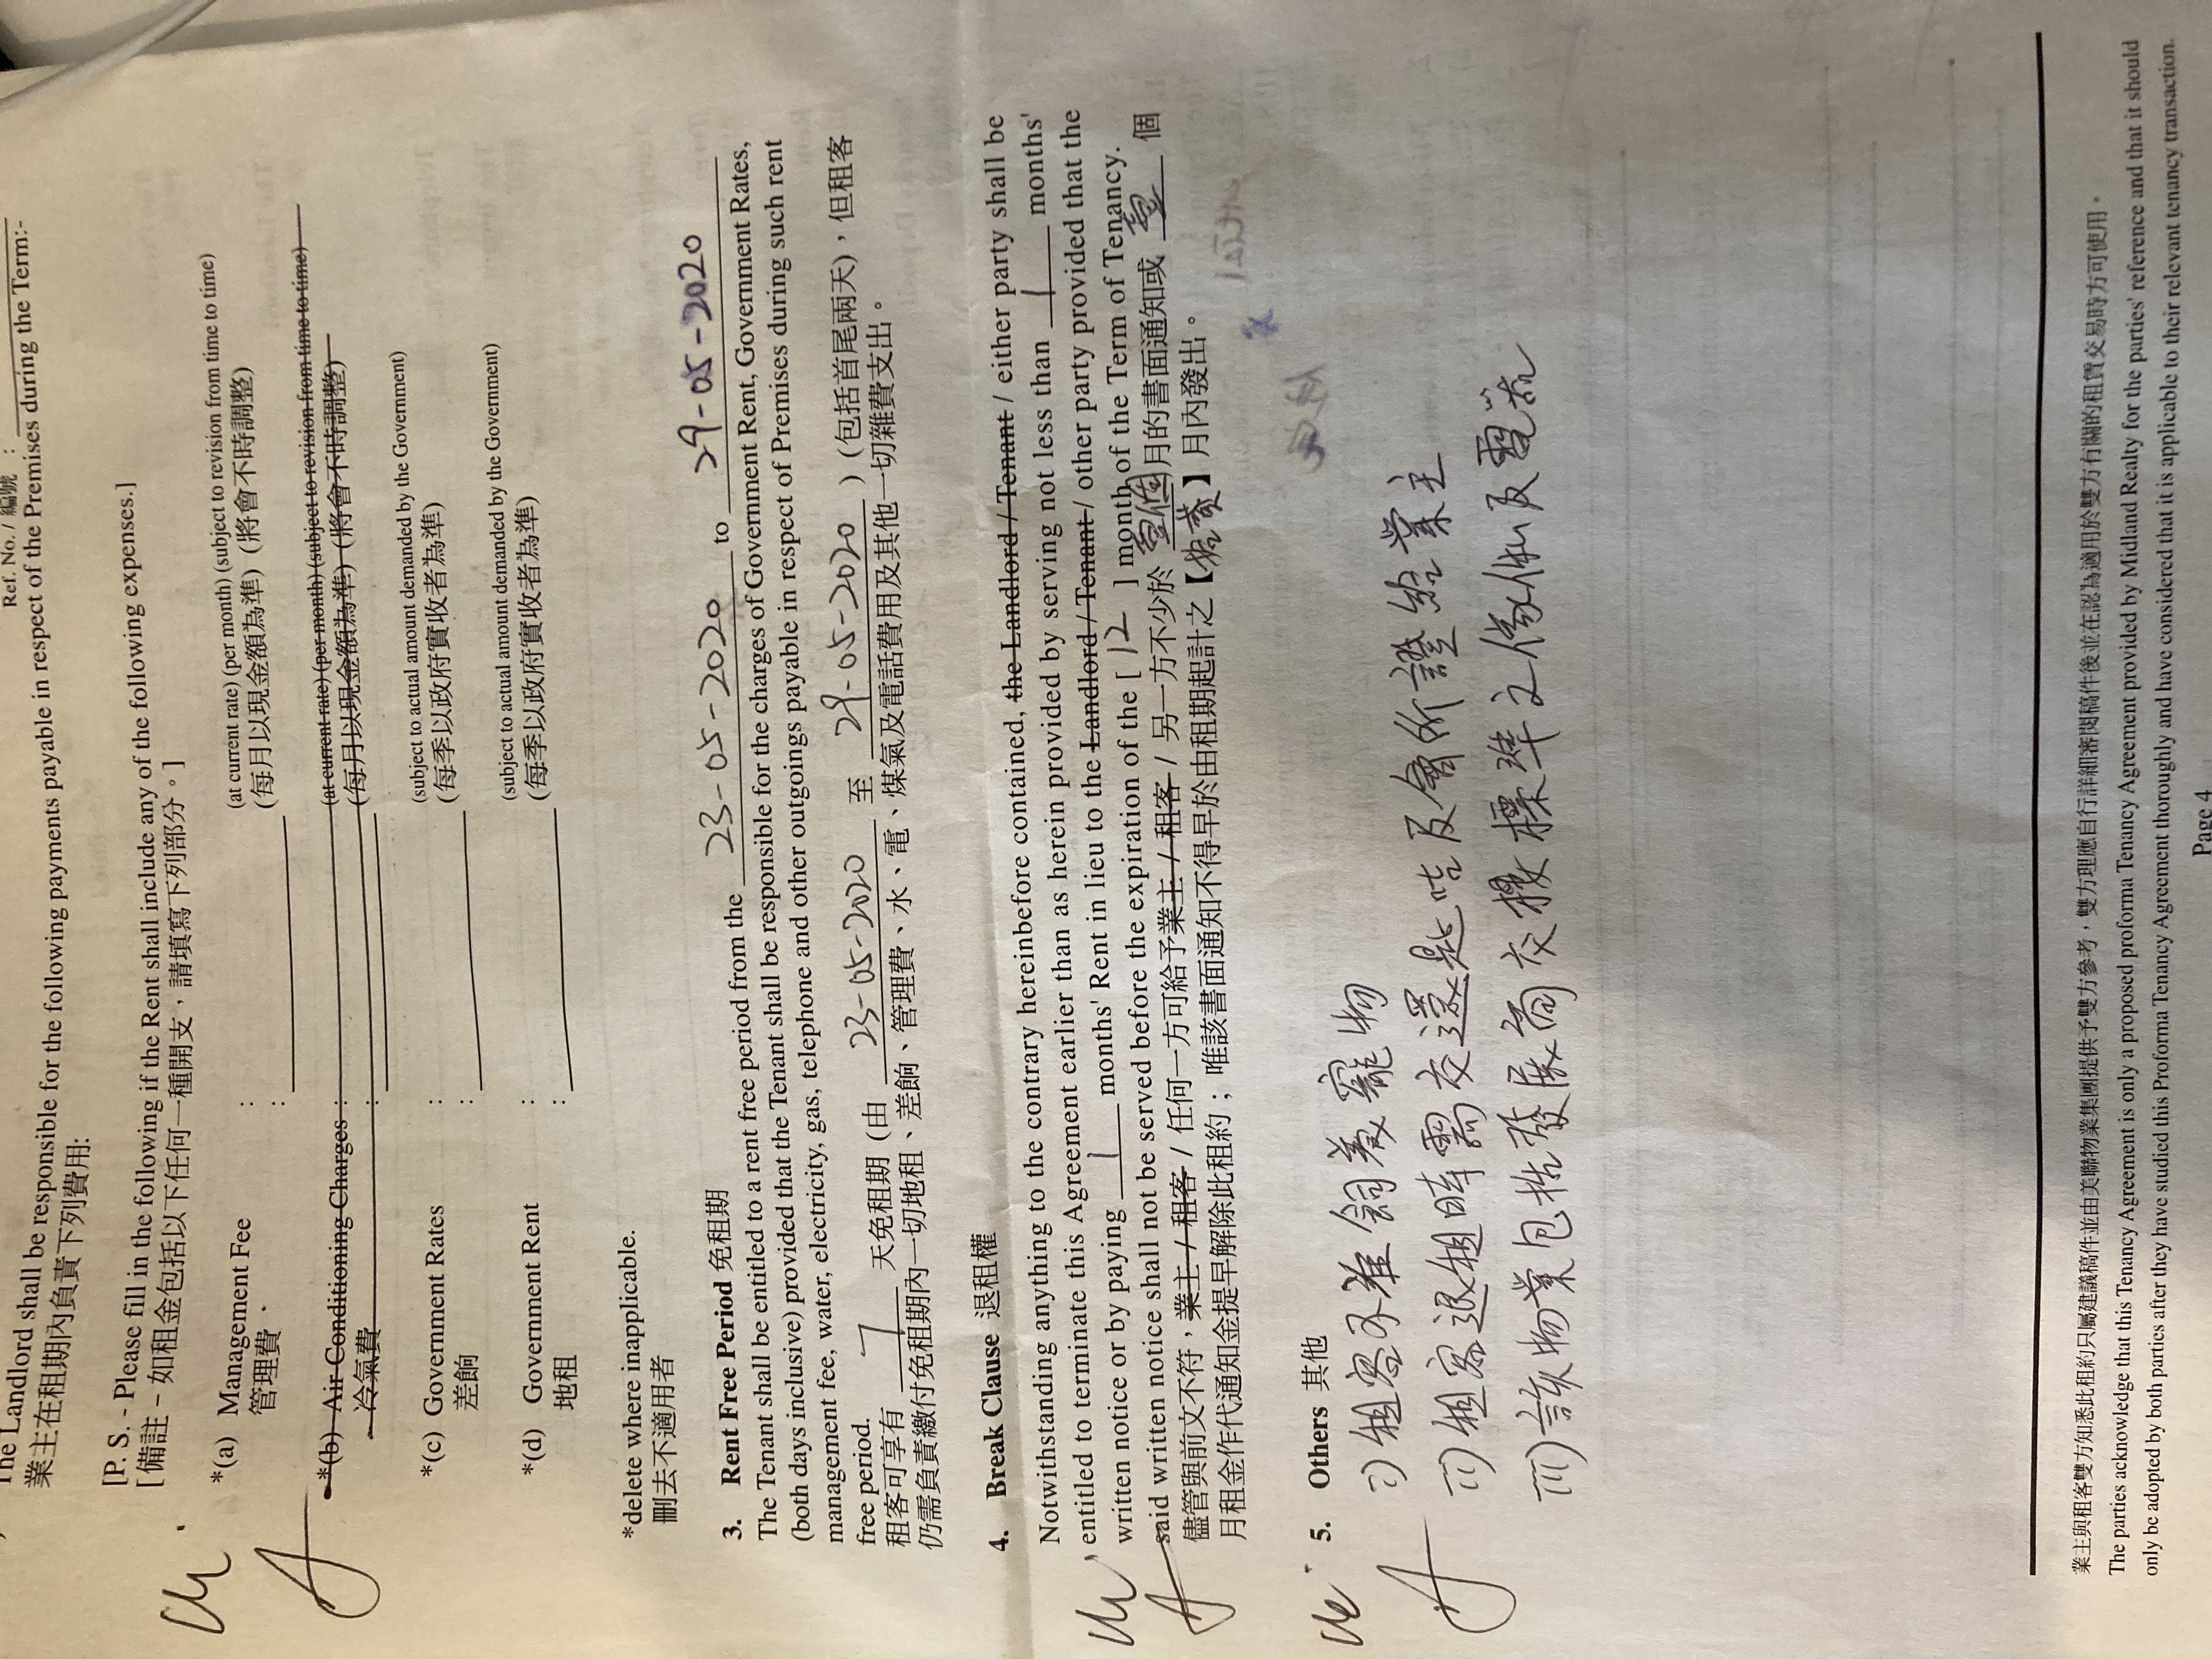 Ref. No. / 編號 :
The Landlord shall be responsible for the following payments payable in respect of the Premises during the Term:-
業主在租期內負責下列費用:
[P. S. - Please fill in the following if the Rent shall include any of the following expenses.]
[備註 – 如租金包括以下任何一種開支，請填寫下列部分。]
*(a) Management Fee : (at current rate) (per month) (subject to revision from time to time)
管理費 : (每月以現金額為準) (將會不時調整)
*(b) Air-Conditioning Charges : (at current rate) (per month) (subject to revision from time to time)
冷氣費 : (每月以現金額為準) (將會不時調整)
*(c) Government Rates : (subject to actual amount demanded by the Government)
差餉 : (每季以政府實收者為準)
*(d) Government Rent : (subject to actual amount demanded by the Government)
地租 : (每季以政府實收者為準)
*delete where inapplicable.
刪去不適用者
3. Rent Free Period 免租期
The Tenant shall be entitled to a rent free period from the 23-05-2020 to 29-05-2020
(both days inclusive) provided that the Tenant shall be responsible for the charges of Government Rent, Government Rates,
management fee, water, electricity, gas, telephone and other outgoings payable in respect of Premises during such rent
free period.
租客可享有 7 天免租期 (由 23-05-2020 至 29-05-2020 ) (包括首尾兩天)，但租客
仍需負責繳付免租期內一切地租、差餉、管理費、水、電、煤氣及電話費用及其他一切雜費支出。
4. Break Clause 退租權
Notwithstanding anything to the contrary hereinbefore contained, the Landlord / Tenant / either party shall be
entitled to terminate this Agreement earlier than as herein provided by serving not less than 1 months'
written notice or by paying 1 months' Rent in lieu to the Landlord / Tenant / other party provided that the
said written notice shall not be served before the expiration of the [ 12 ] month of the Term of Tenancy.
儘管與前文不符，業主 / 租客 / 任何一方可給予業主 / 租客 / 另一方不少於 壹個月的書面通知或 壹 個
月租金作代通知金提早解除此租約；唯該書面通知不得早於由租期起計之【拾貳】月內發出。
5. Others 其他
i) 租客不准飼養寵物
ii) 租客退租時需交還匙咭及會所證給業主
iii) 該物業包括發展商交樓標準之傢俬及電器
業主與租客雙方知悉此租約只屬建議稿件並由美聯物業集團提供予雙方參考，雙方理應自行詳細審閱稿件後並在認為適用於雙方有關的租賃交易時方可使用。
The parties acknowledge that this Tenancy Agreement is only a proposed proforma Tenancy Agreement provided by Midland Realty for the parties' reference and that it should
only be adopted by both parties after they have studied this Proforma Tenancy Agreement thoroughly and have considered that it is applicable to their relevant tenancy transaction.
Page 4